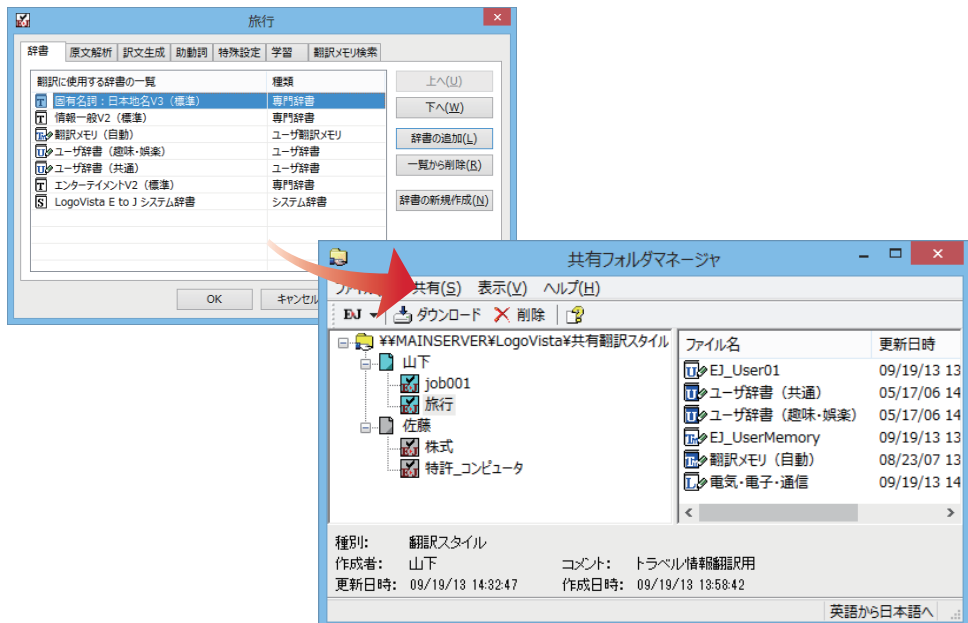 旅行
辞書 原文解析 訳文生成 助動詞 特殊設定 学習 翻訳メモリ検索
翻訳に使用する辞書の一覧 種類
固有名詞：日本地名V3（標準） 専門辞書
情報一般V2（標準） 専門辞書
翻訳メモリ（自動） ユーザ翻訳メモリ
ユーザ辞書（趣味・娯楽） ユーザ辞書
ユーザ辞書（共通） ユーザ辞書
エンターテイメントV2（標準） 専門辞書
LogoVista E to J システム辞書 システム辞書
上へ(U)
下へ(W)
辞書の追加(L)
一覧から削除(R)
辞書の新規作成(N)
OK キャンセル
共有フォルダマネージャ
共有(S) 表示(V) ヘルプ(H)
EJ ダウンロード 削除
¥¥MAINSERVER¥LogoVista¥共有翻訳スタイル
山下
job001
旅行
佐藤
株式
特許_コンピュータ
ファイル名 更新日時
EJ_User01 09/19/13 13
ユーザ辞書（共通） 05/17/06 14
ユーザ辞書（趣味・娯楽） 05/17/06 14
EJ_UserMemory 09/19/13 13
翻訳メモリ（自動） 08/23/07 13
電気・電子・通信 09/19/13 14
種別： 翻訳スタイル
作成者： 山下 コメント： トラベル情報翻訳用
更新日時： 09/19/13 14:32:47 作成日時： 09/19/13 13:58:42
英語から日本語へ